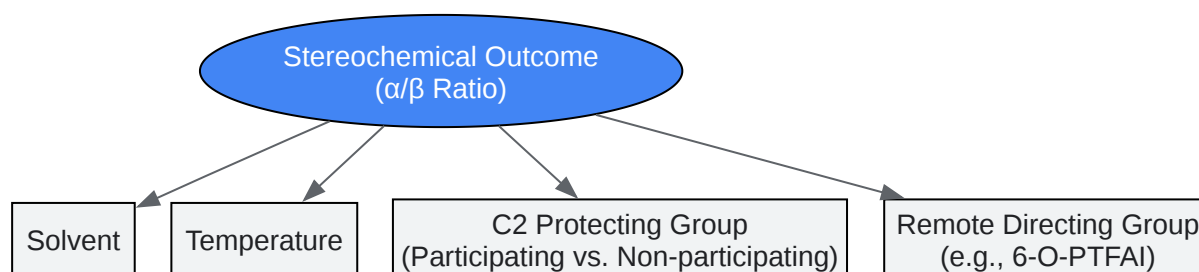 Stereochemical Outcome
(α/β Ratio)
Solvent
Temperature
C2 Protecting Group
(Participating vs. Non-participating)
Remote Directing Group
(e.g., 6-O-PTFAI)